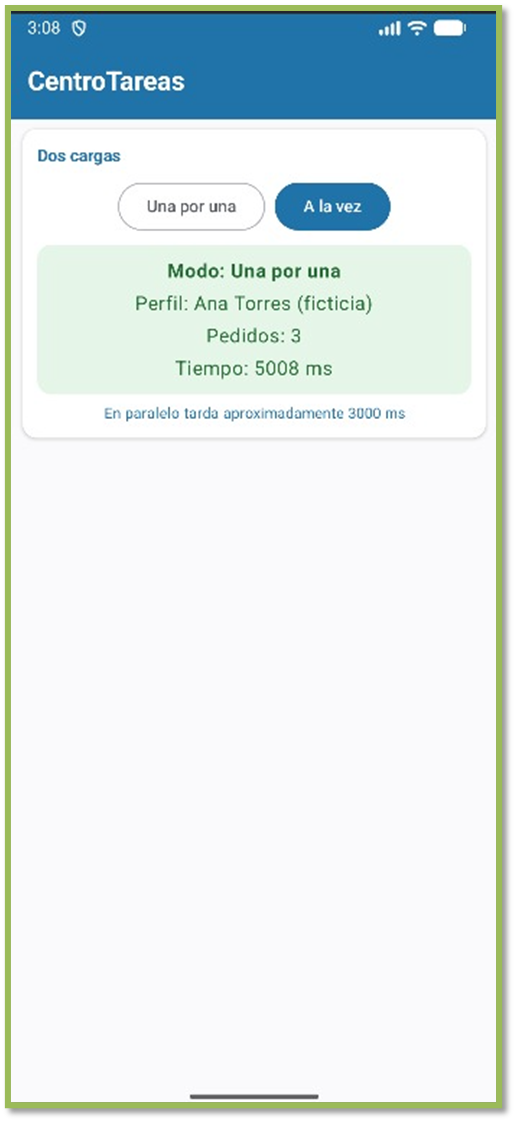 3:08
CentroTareas
Dos cargas
Una por una A la vez
Modo: Una por una
Perfil: Ana Torres (ficticia)
Pedidos: 3
Tiempo: 5008 ms
En paralelo tarda aproximadamente 3000 ms